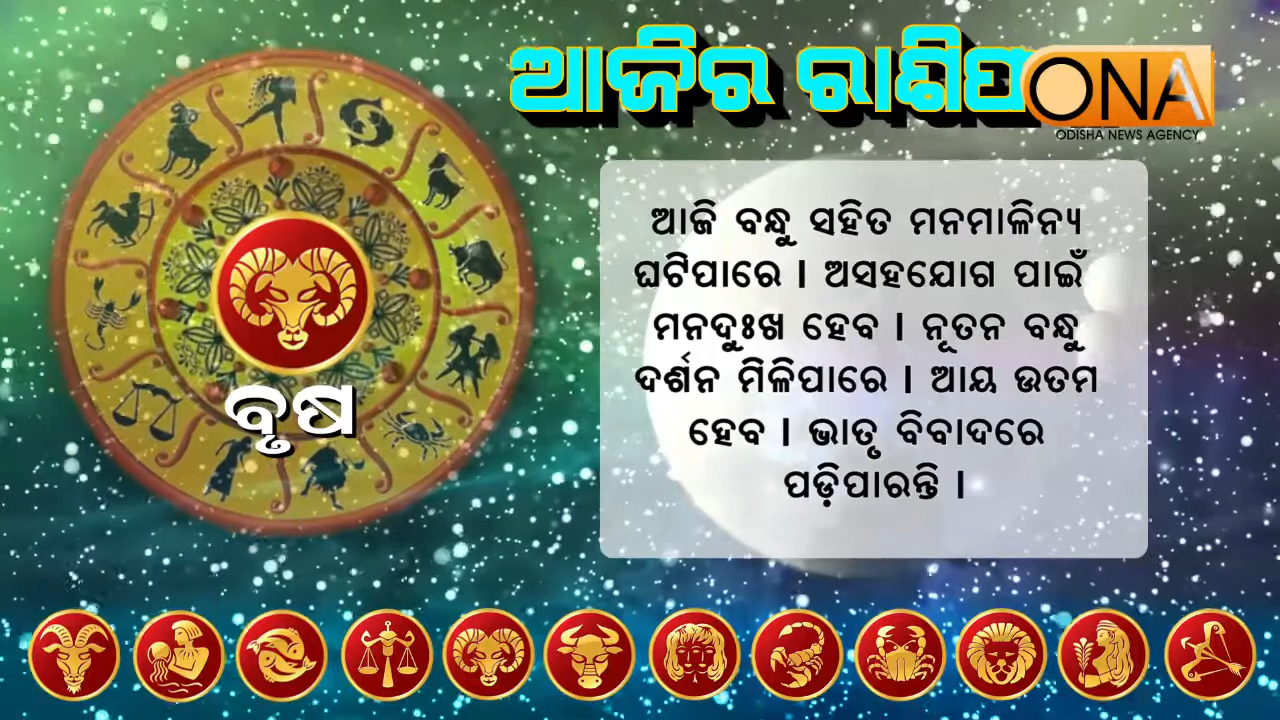 ଆଜିର
ONA
ODISHA NEWS AGENCY
ଆଜି ବନ୍ଧୁ ସହିତ ମନମାଳିନ୍ୟ
ଘଟିପାରେ । ଅସହଯୋଗ ପାଇଁ
ମନଦୁଃଖ ହେବ । ନୂତନ ବନ୍ଧୁ
ଦର୍ଶନ ମିଳିପାରେ । ଆୟ ଉତମ
ହେବ । ଭାତୃ ବିବାଦରେ
ପଡ଼ିପାରନ୍ତି ।
ବୃଷ